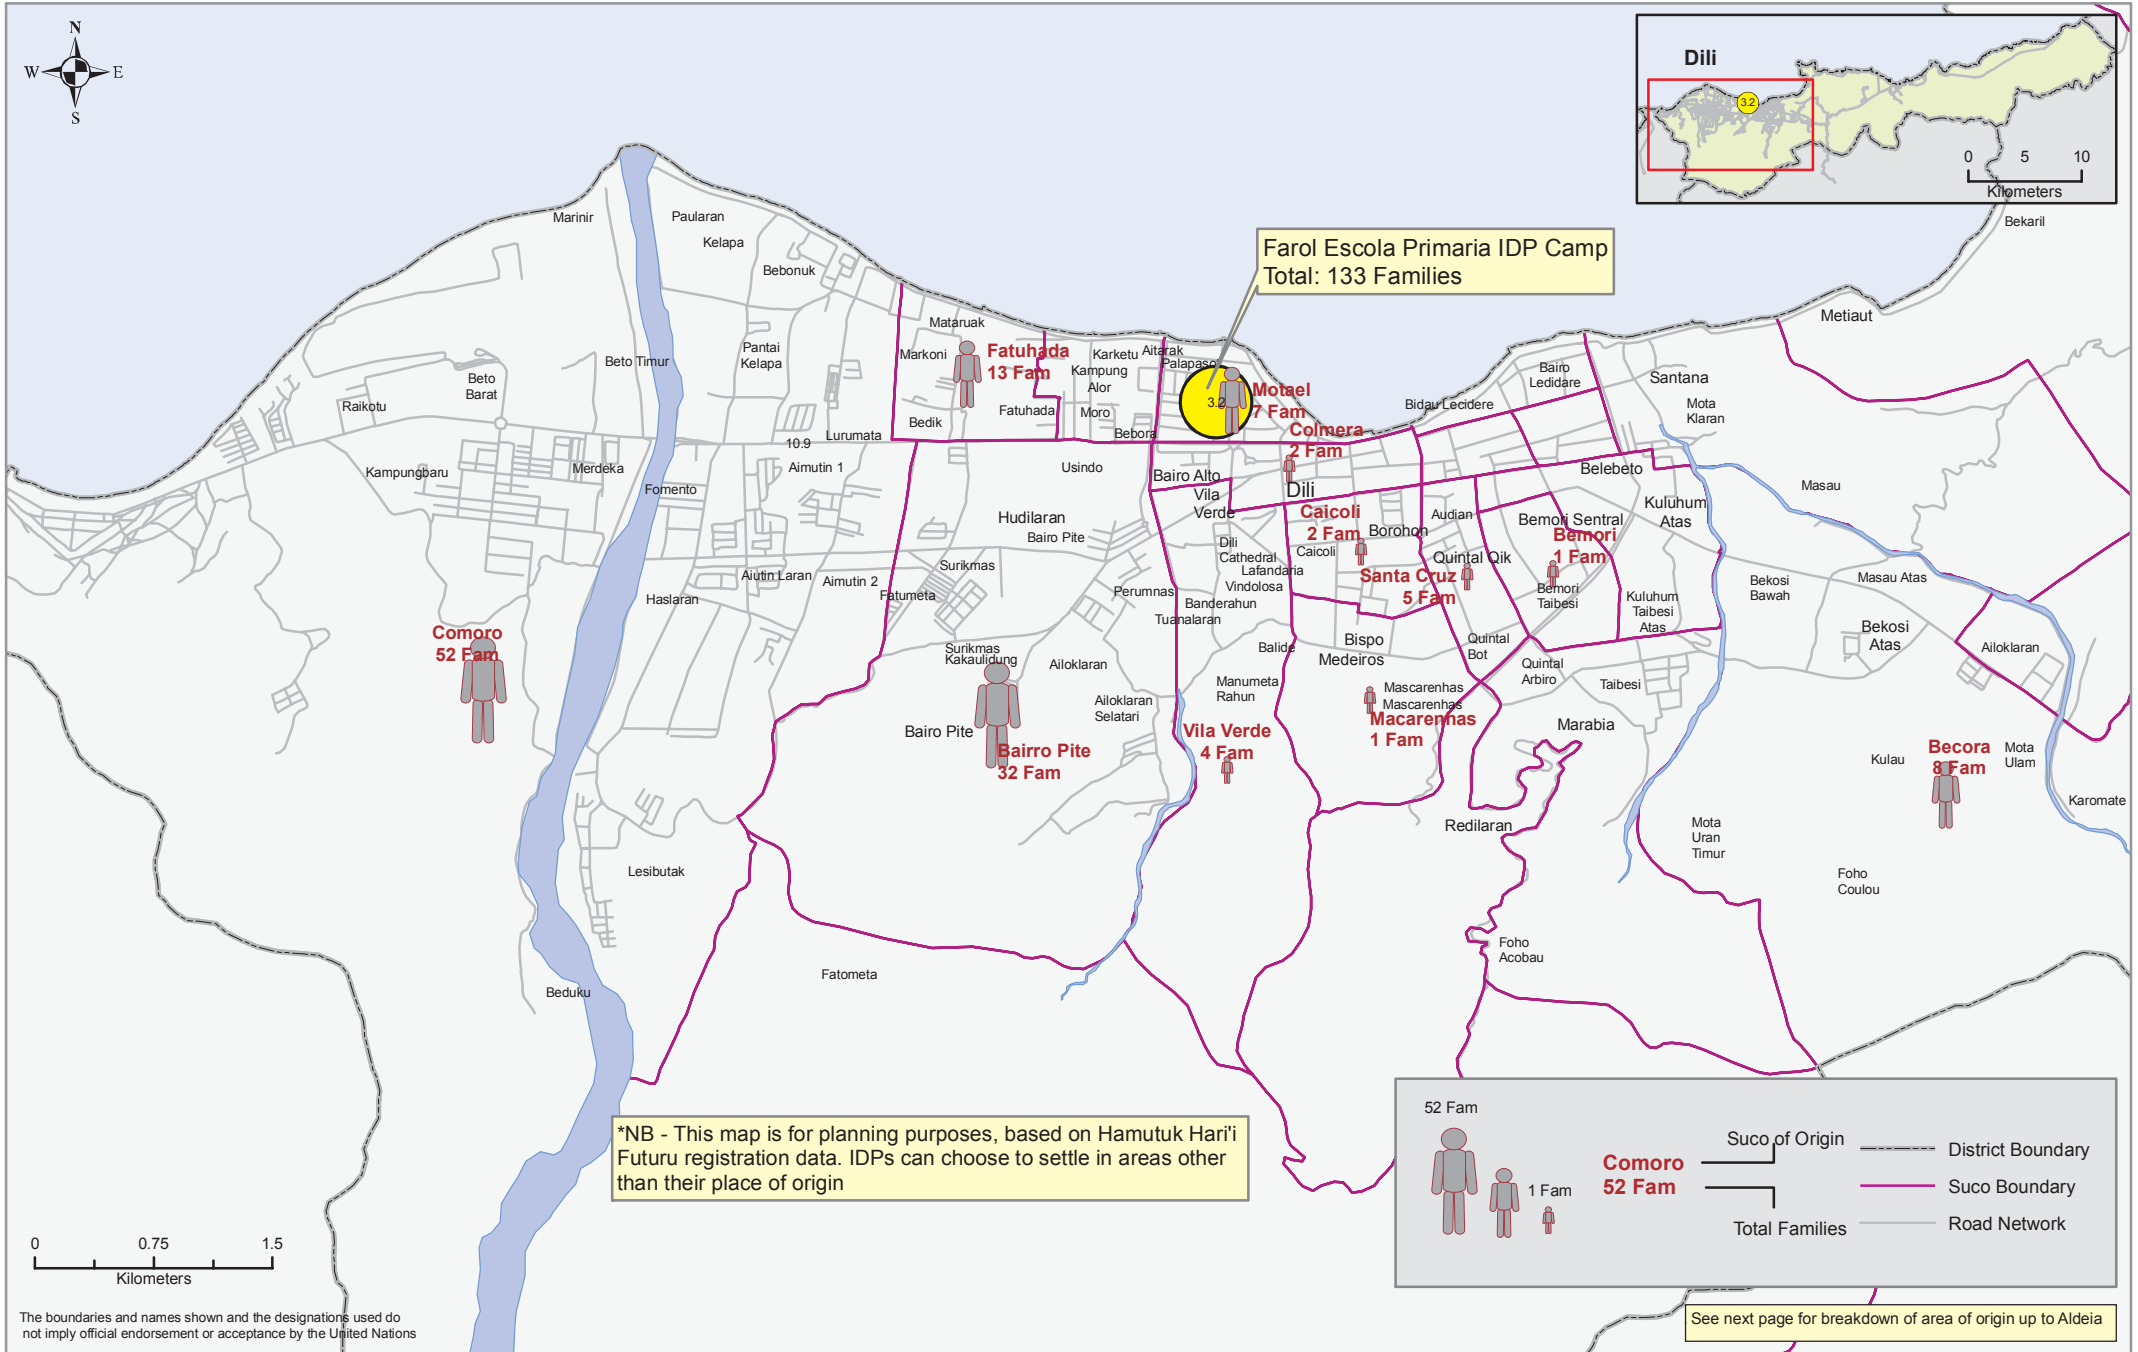 N
W
E
S
Dili
3.2
0
5
10
Kilometers
Bekaril
Farol Escola Primaria IDP Camp
Total: 133 Families
Marinir
Paularan
Kelapa
Bebonuk
Metiaut
Mataruak
Markoni
Fatuhada
13 Fam
Karketu
Aitarak
Palapaso
Kampung
Alor
Moro
Fatuhada
Bedik
Bebora
3.2
Motael
7 Fam
Colmera
2 Fam
Bidau Lecidere
Bairo
Ledidare
Santana
Mota
Klaran
Beto Timur
Pantai
Kelapa
Beto
Barat
Raikotu
Lurumata
10.9
Aimutin 1
Merdeka
Kampungbaru
Fomento
Usindo
Bairo Alto
Vila
Verde
Dili
Belebeto
Masau
Kuluhum
Atas
Hudilaran
Bairo Pite
Caicoli
2 Fam
Borohon
Audian
Bemori Sentral
Bemori
1 Fam
Dili
Cathedral
Lafandaria
Vindolosa
Caicoli
Quintal Qik
Santa Cruz
5 Fam
Bemori
Taibesi
Surikmas
Aiutin Laran
Aimutin 2
Fatumeta
Haslaran
Perumnas
Banderahun
Tuanalaran
Kuluhum
Taibesi
Atas
Bekosi
Bawah
Masau Atas
Bekosi
Atas
Ailoklaran
Comoro
52 Fam
Surikmas
Kakaulidung
Ailoklaran
Balide
Bispo
Medeiros
Quintal
Bot
Quintal
Arbiro
Taibesi
Manumeta
Rahun
Mascarenhas
Mascarenhas
Macarenhas
1 Fam
Ailoklaran
Selatari
Marabia
Bairo Pite
Bairro Pite
32 Fam
Vila Verde
4 Fam
Becora
8 Fam
Kulau
Mota
Ulam
Karomate
Redilaran
Mota
Uran
Timur
Foho
Coulou
Lesibutak
Foho
Acobau
Fatometa
Beduku
*NB - This map is for planning purposes, based on Hamutuk Hari'i
Futuru registration data. IDPs can choose to settle in areas other
than their place of origin
52 Fam
1 Fam
Comoro
52 Fam
Suco of Origin
Total Families
District Boundary
Suco Boundary
Road Network
0
0.75
1.5
Kilometers
The boundaries and names shown and the designations used do
not imply official endorsement or acceptance by the United Nations
See next page for breakdown of area of origin up to Aldeia